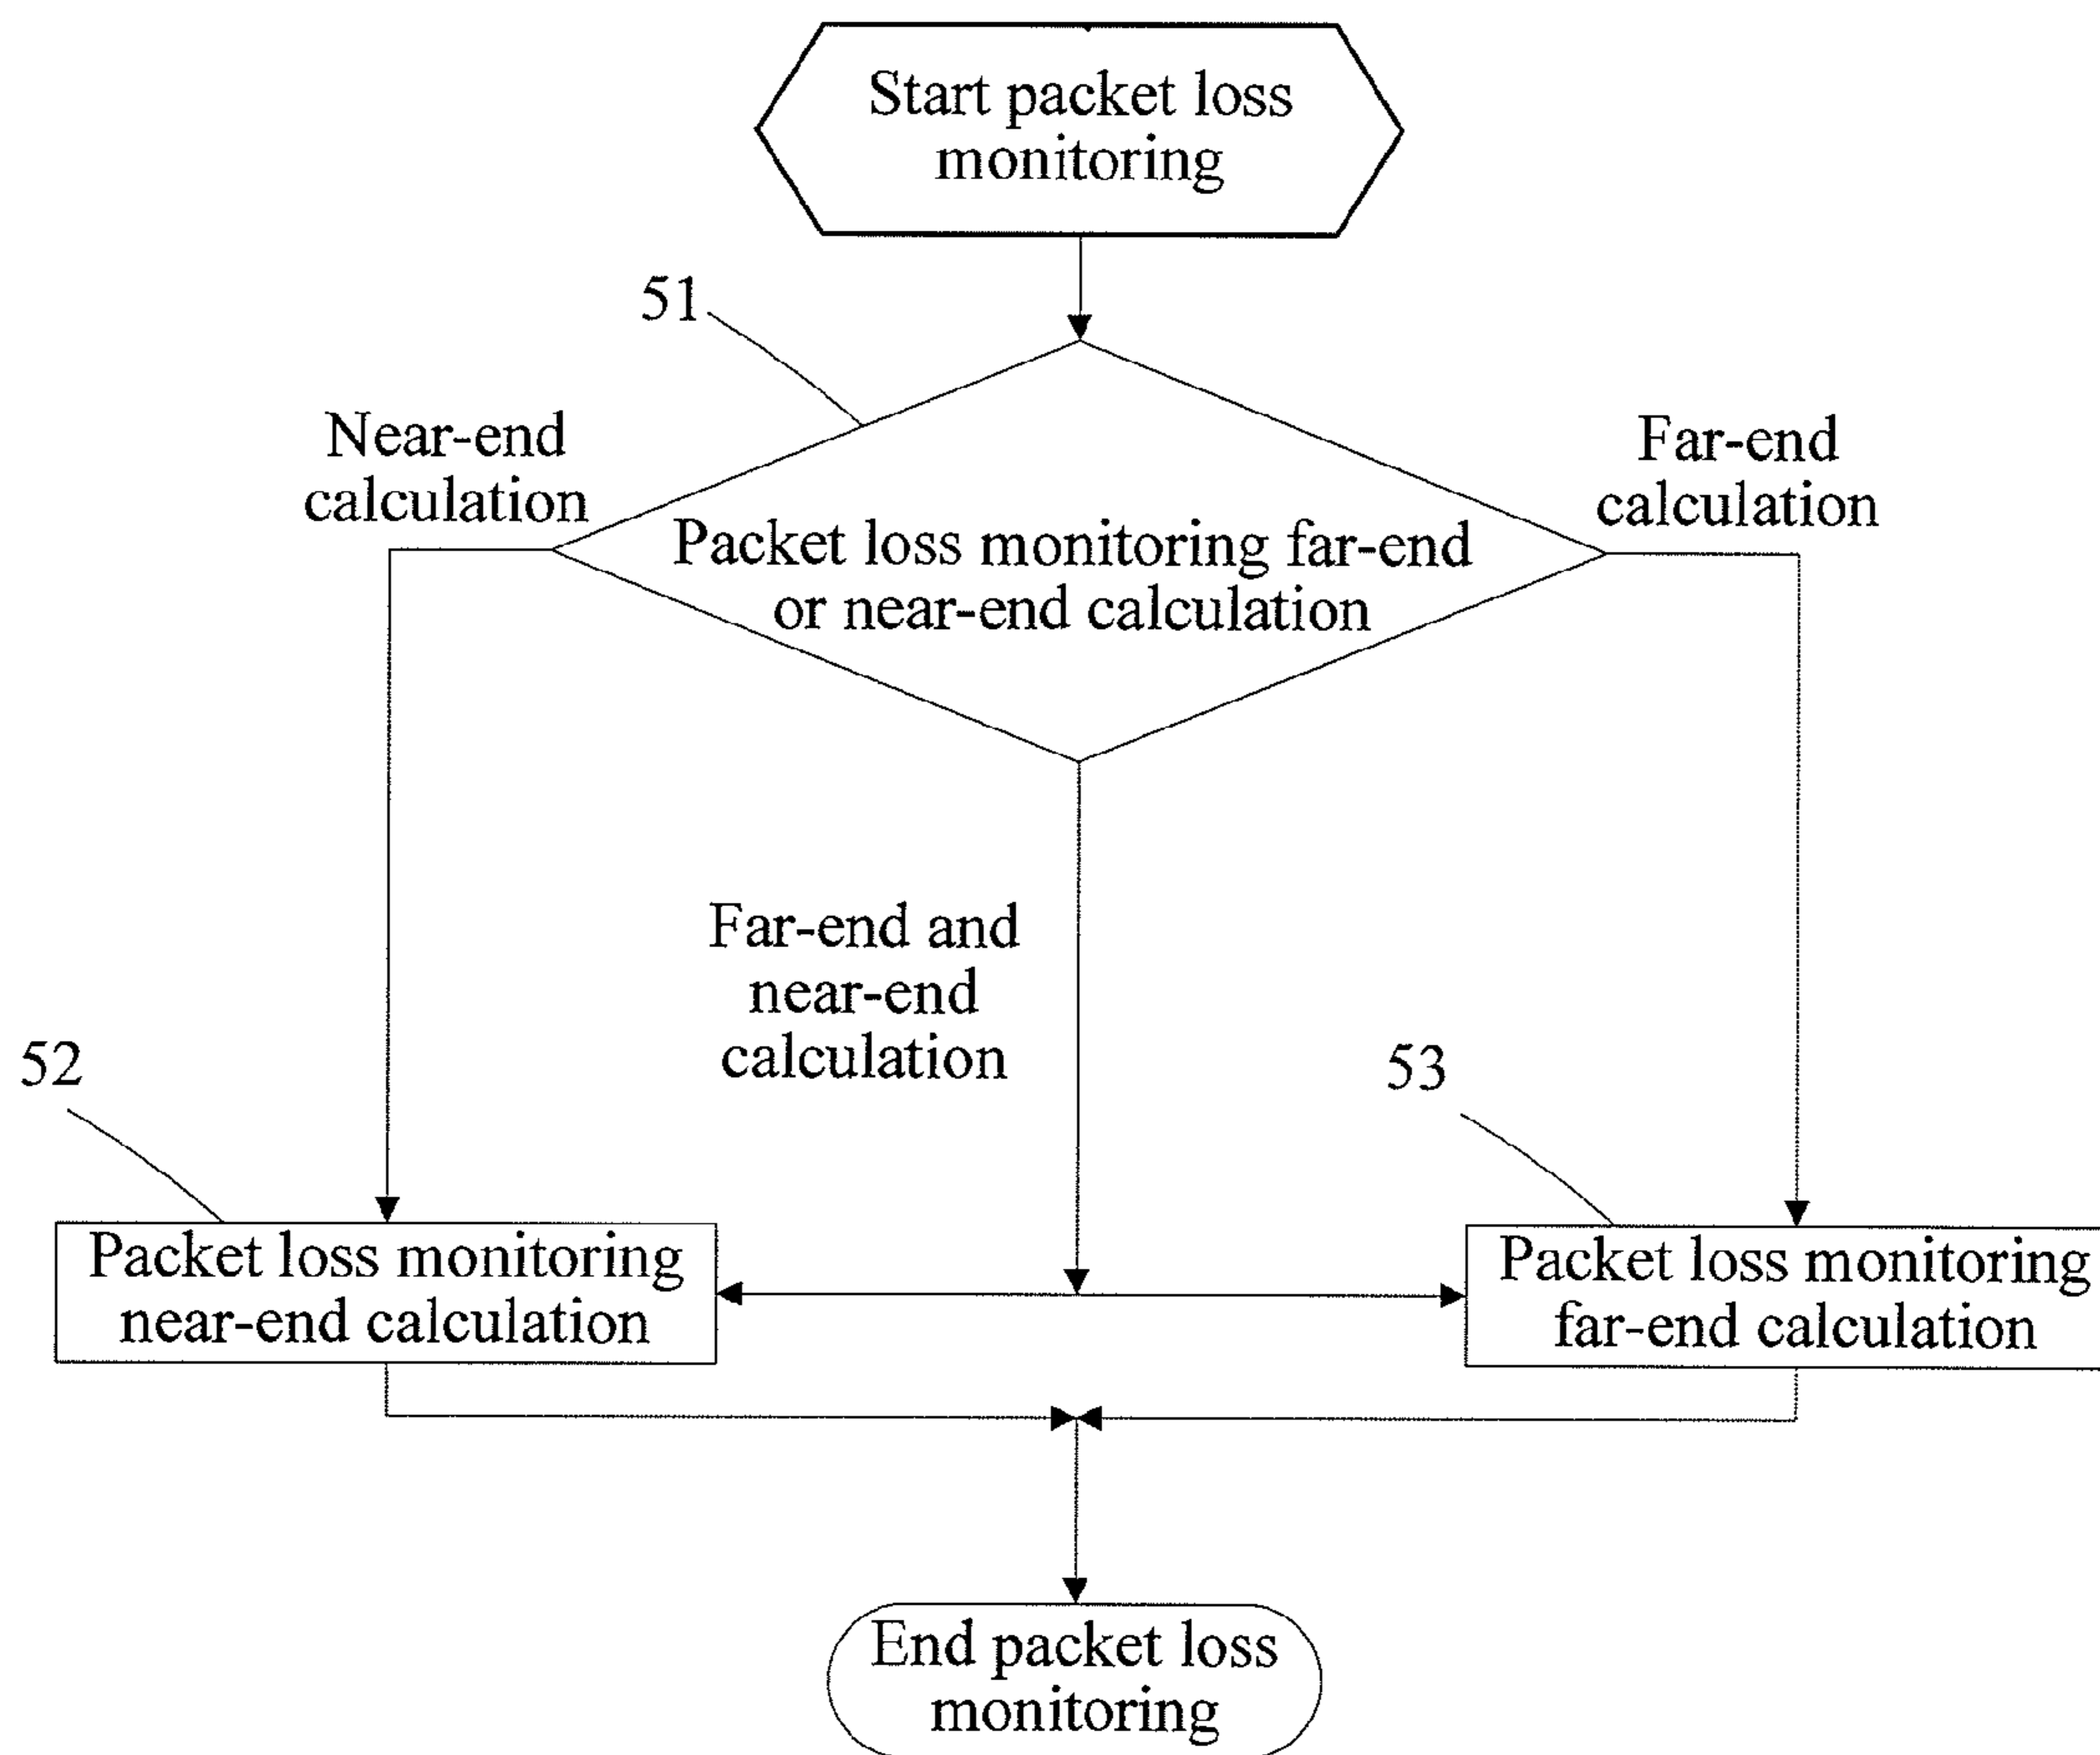 Start packet loss
monitoring
51
Near-end
calculation
Far-end
calculation
Packet loss monitoring far-end
or near-end calculation
Far-end and
near-end
calculation
52
53
Packet loss monitoring
near-end calculation
Packet loss monitoring
far-end calculation
End packet loss
monitoring